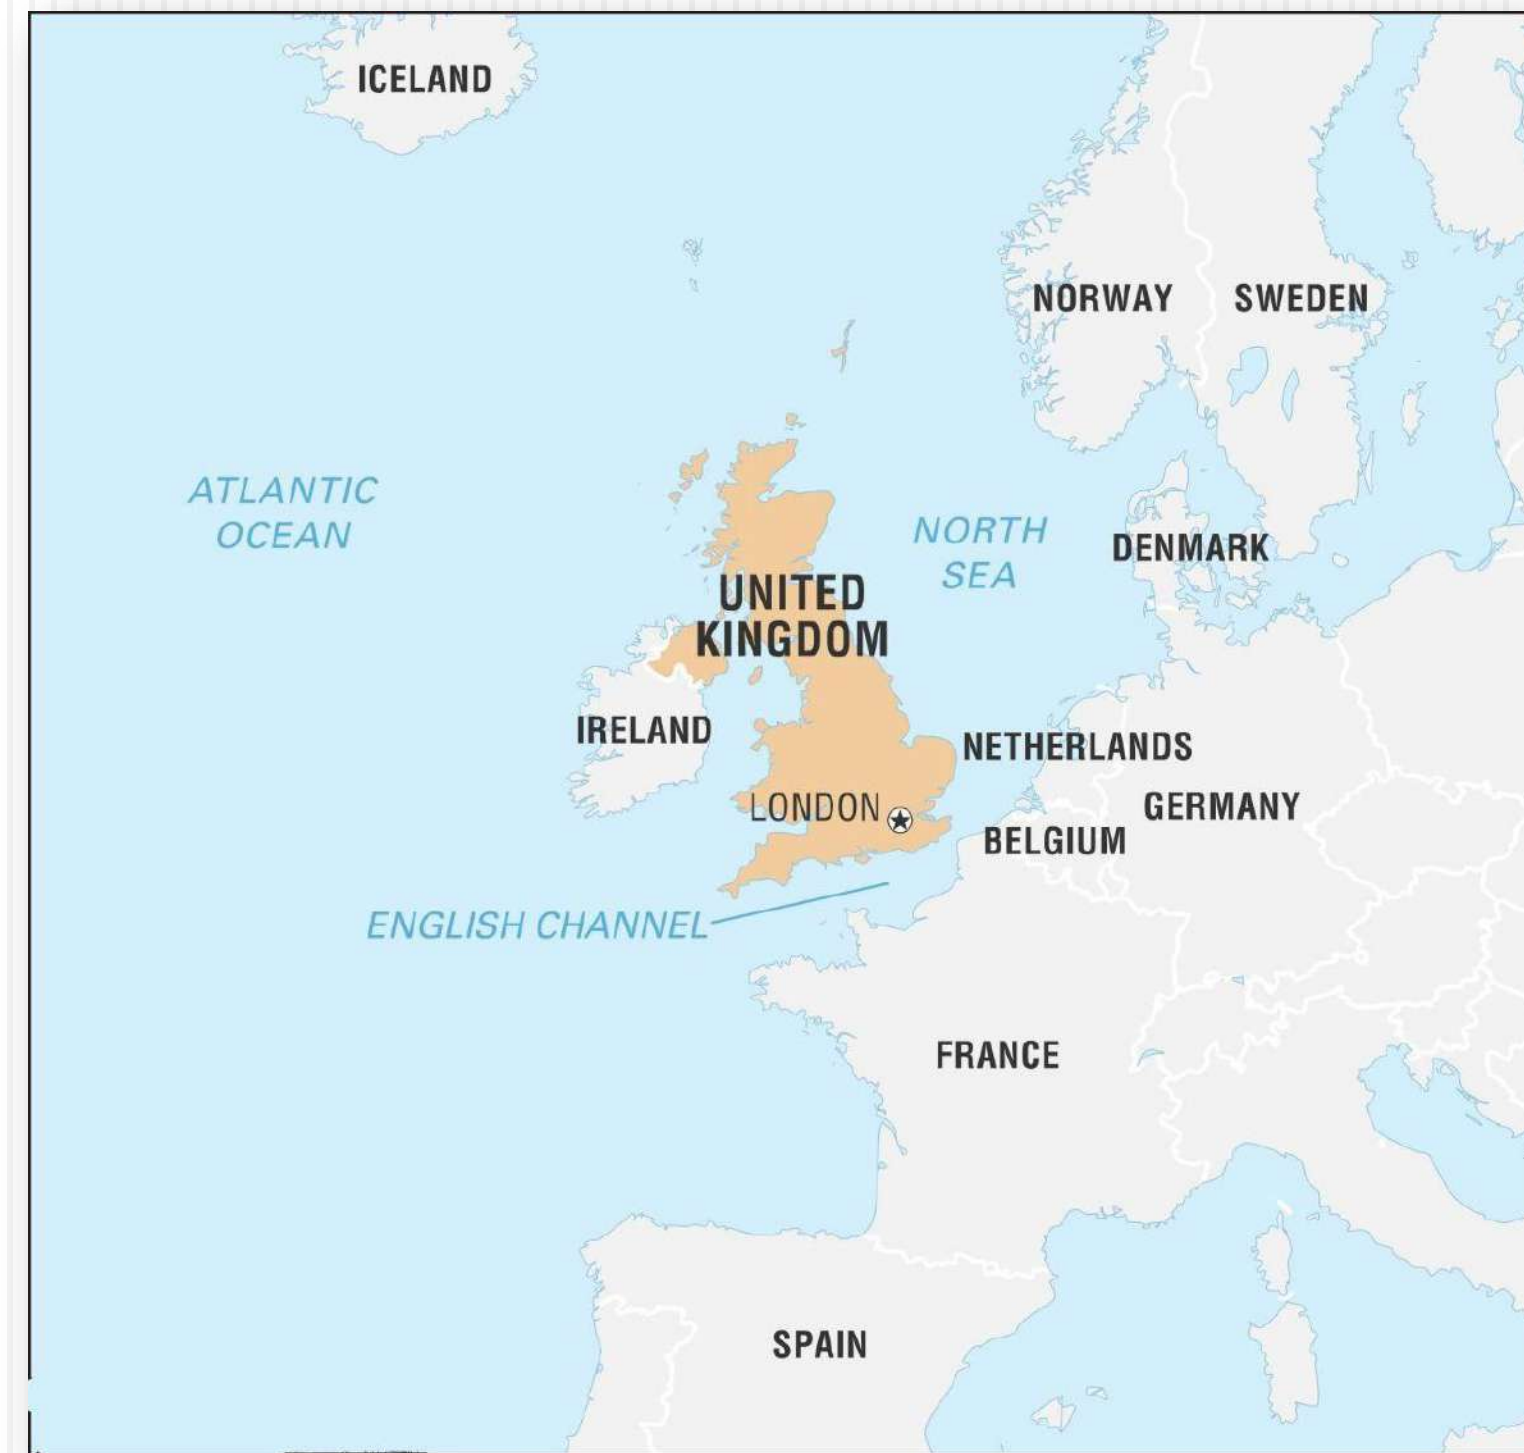 ICELAND
NORWAY
SWEDEN
ATLANTIC
OCEAN
NORTH
SEA
DENMARK
UNITED
KINGDOM
IRELAND
NETHERLANDS
LONDON
GERMANY
BELGIUM
ENGLISH CHANNEL
FRANCE
SPAIN